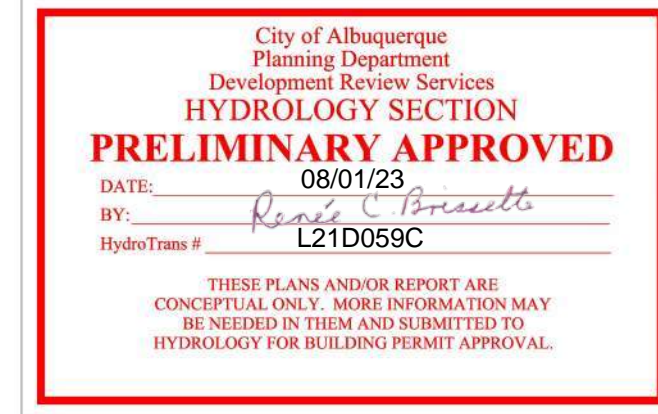 City of Albuquerque
Planning Department
Development Review Services
HYDROLOGY SECTION
PRELIMINARY APPROVED
DATE: 08/01/23
BY: Renée C. Brissette
HydroTrans # L21D059C
THESE PLANS AND/OR REPORT ARE
CONCEPTUAL ONLY. MORE INFORMATION MAY
BE NEEDED IN THEM AND SUBMITTED TO
HYDROLOGY FOR BUILDING PERMIT APPROVAL.